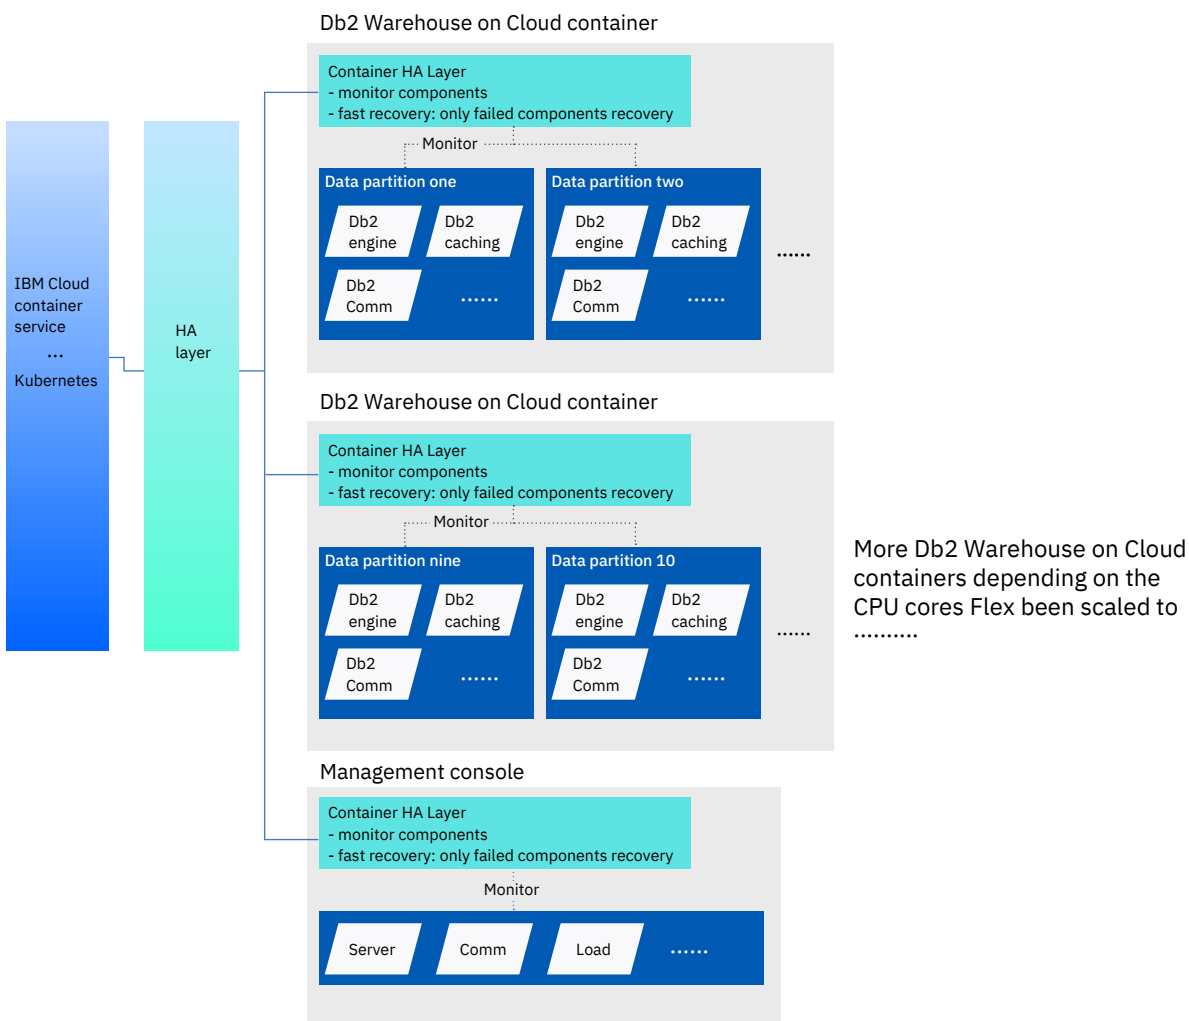 IBM Cloud
container
service
...
Kubernetes
HA
layer
Db2 Warehouse on Cloud container
Container HA Layer
- monitor components
- fast recovery: only failed components recovery
Monitor
Data partition one
Db2
engine
Db2
caching
Db2
Comm
......
Data partition two
Db2
engine
Db2
caching
Db2
Comm
......
......
Db2 Warehouse on Cloud container
Container HA Layer
- monitor components
- fast recovery: only failed components recovery
Monitor
Data partition nine
Db2
engine
Db2
caching
Db2
Comm
......
Data partition 10
Db2
engine
Db2
caching
Db2
Comm
......
......
More Db2 Warehouse on Cloud
containers depending on the
CPU cores Flex been scaled to
..........
Management console
Container HA Layer
- monitor components
- fast recovery: only failed components recovery
Monitor
Server
Comm
Load
......